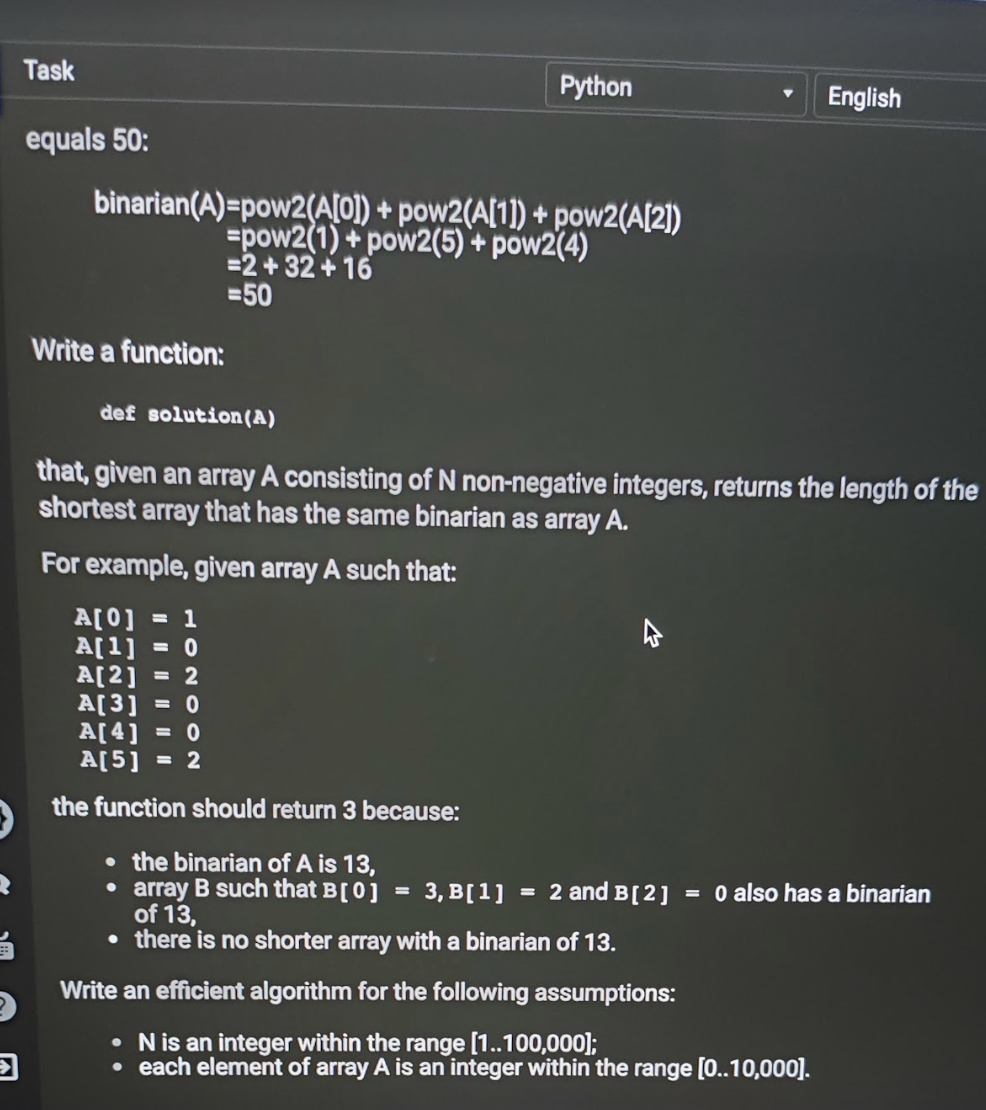 Task
Python
English
equals 50:
binarian(A)=pow2(A[0]) + pow2(A[1]) + pow2(A[2])
=pow2(1) + pow2(5) + pow2(4)
=2 + 32 + 16
=50
Write a function:
def solution(A)
that, given an array A consisting of N non-negative integers, returns the length of the
shortest array that has the same binarian as array A.
For example, given array A such that:
A[0] = 1
A[1] = 0
A[2] = 2
A[3] = 0
A[4] = 0
A[5] = 2
the function should return 3 because:
• the binarian of A is 13,
• array B such that B[0] = 3, B[1] = 2 and B[2] = 0 also has a binarian
of 13,
• there is no shorter array with a binarian of 13.
Write an efficient algorithm for the following assumptions:
• N is an integer within the range [1..100,000];
• each element of array A is an integer within the range [0..10,000].